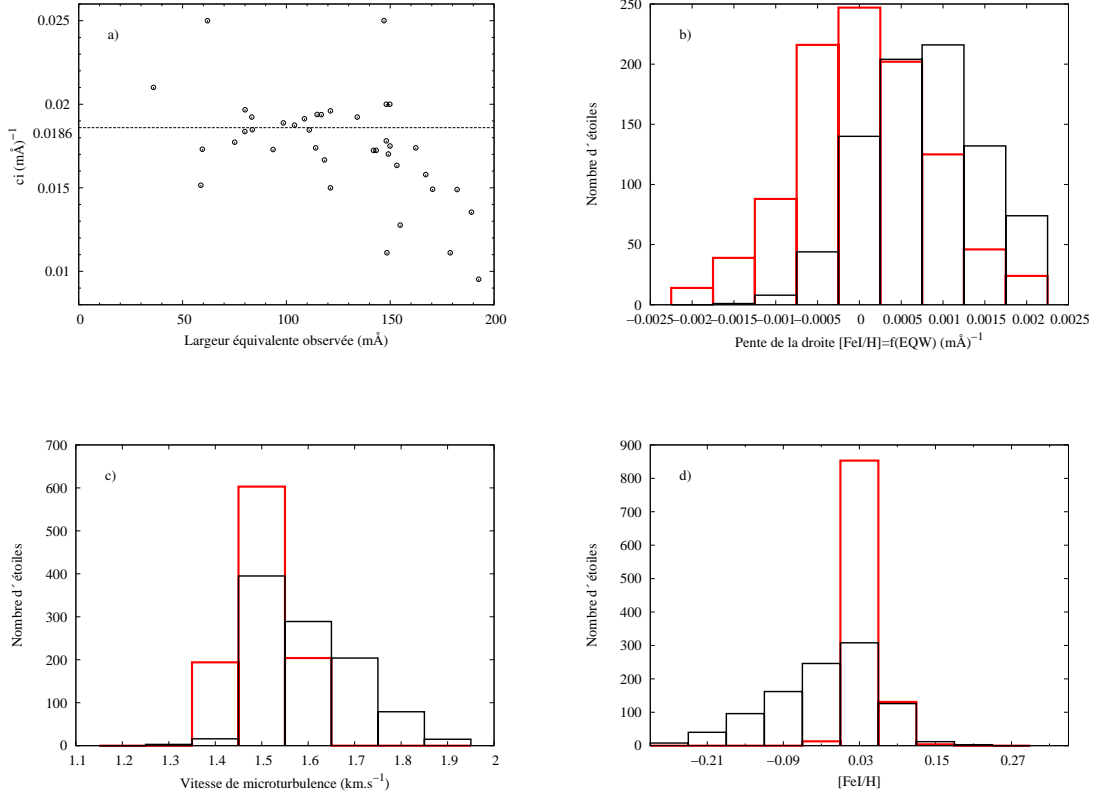 a)
0.025
0.02
0.0186
0.015
0.01
ci (mÅ)⁻¹
0 50 100 150 200
Largeur équivalente observée (mÅ)
b)
250
200
150
100
50
0
Nombre d´ étoiles
−0.0025 −0.002 −0.0015 −0.001 −0.0005 0 0.0005 0.001 0.0015 0.002 0.0025
Pente de la droite [FeI/H]=f(EQW) (mÅ)⁻¹
c)
700
600
500
400
300
200
100
0
Nombre d´ étoiles
1.1 1.2 1.3 1.4 1.5 1.6 1.7 1.8 1.9 2
Vitesse de microturbulence (km.s⁻¹)
d)
900
800
700
600
500
400
300
200
100
0
Nombre d´ étoiles
−0.21 −0.09 0.03 0.15 0.27
[FeI/H]